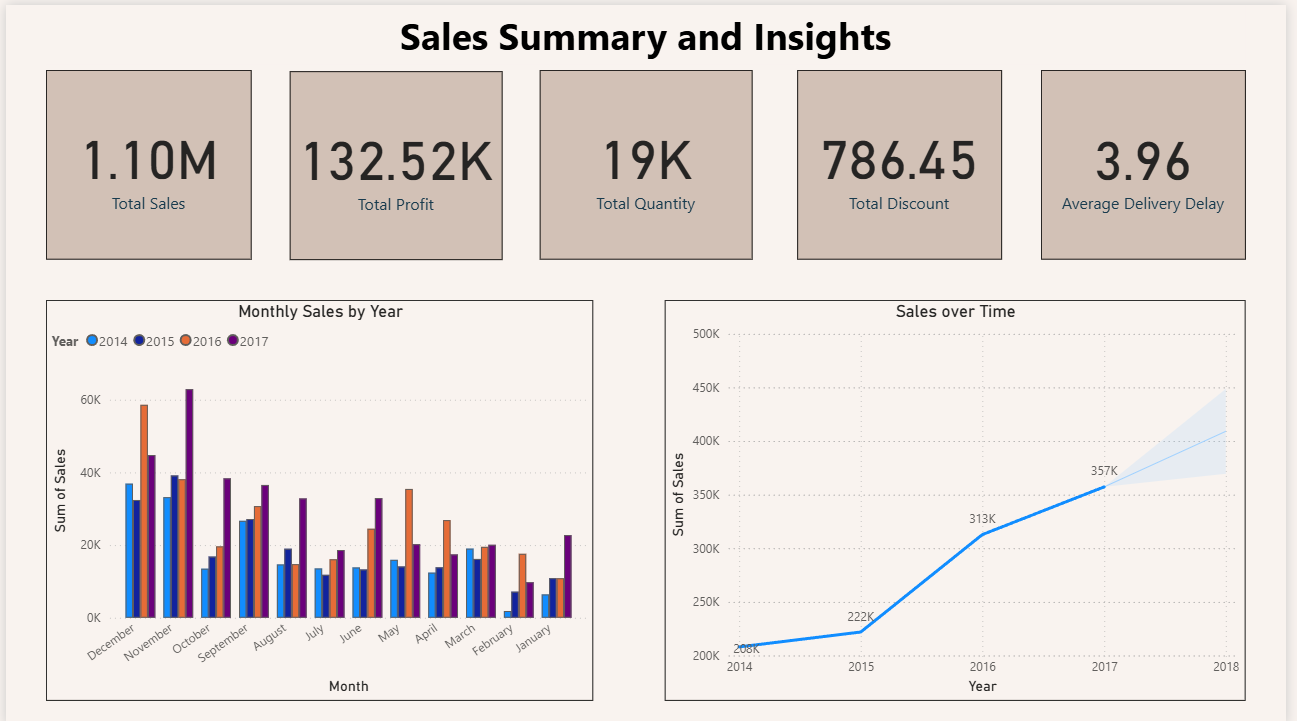 Sales Summary and Insights
1.10M
Total Sales
132.52K
Total Profit
19K
Total Quantity
786.45
Total Discount
3.96
Average Delivery Delay
Monthly Sales by Year
Year 2014 2015 2016 2017
60K
40K
20K
0K
Sum of Sales
December November October September August July June May April March February January
Month
Sales over Time
500K
450K
400K
350K
300K
250K
200K
Sum of Sales
208K
222K
313K
357K
2014 2015 2016 2017 2018
Year